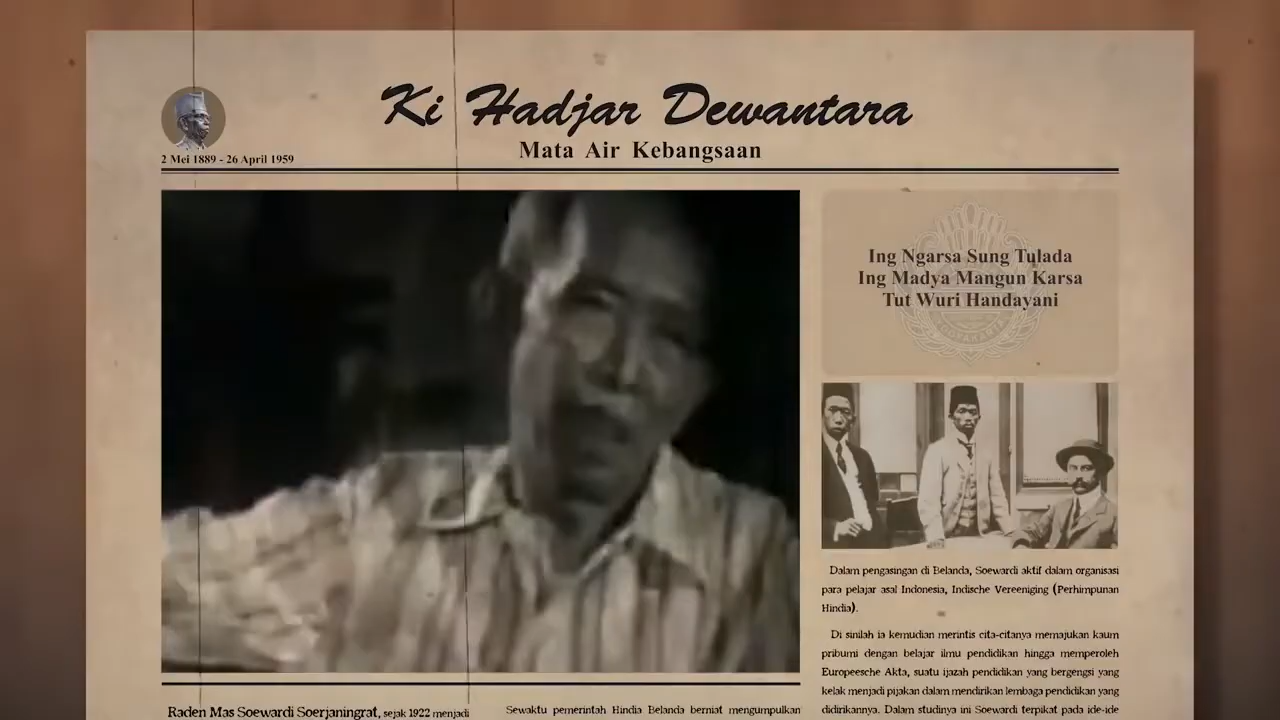 Ki Hadjar Dewantara
Mata Air Kebangsaan
2 Mei 1889 - 26 April 1959
Ing Ngarsa Sung Tulada
Ing Madya Mangun Karsa
Tut Wuri Handayani
Dalam pengasingan di Belanda, Soewardi aktif dalam organisasi
para pelajar asal Indonesia, Indische Vereeniging (Perhimpunan
Hindia).
Di sinilah ia kemudian merintis cita-citanya memajukan kaum
pribumi dengan belajar ilmu pendidikan hingga memperoleh
Europeesche Akta, suatu ijazah pendidikan yang bergengsi yang
kelak menjadi pijakan dalam mendirikan lembaga pendidikan yang
didirikannya. Dalam studinya ini Soewardi terpikat pada ide-ide
Raden Mas Soewardi Soerjaningrat, sejak 1922 menjadi
Sewaktu pemerintah Hindia Belanda berniat mengumpulkan